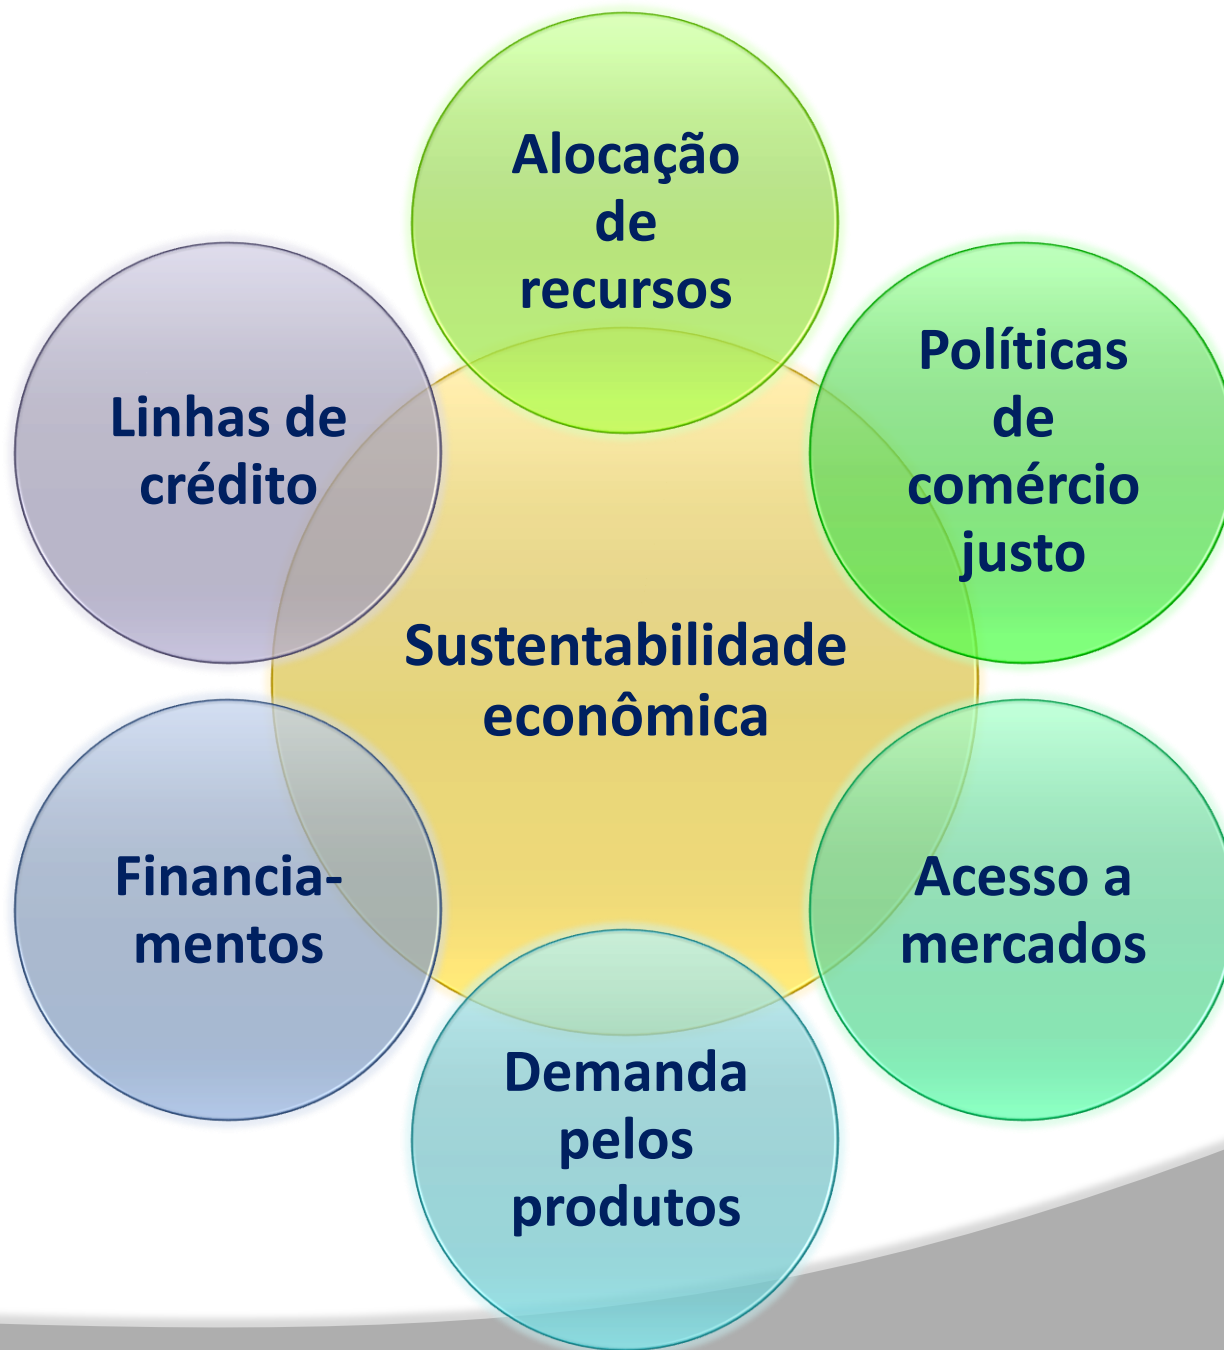 Alocação
de
recursos
Políticas
de
comércio
justo
Linhas de
crédito
Sustentabilidade
econômica
Financia-
mentos
Acesso a
mercados
Demanda
pelos
produtos